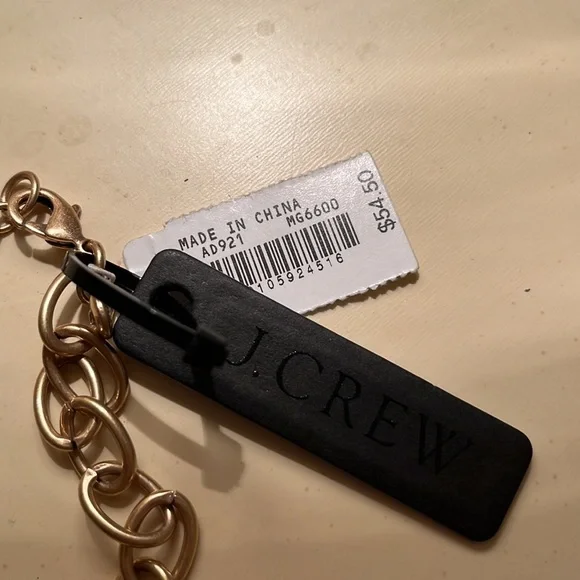 MADE IN CHINA
AD921 MG6600
105924516
$54.50
J.CREW